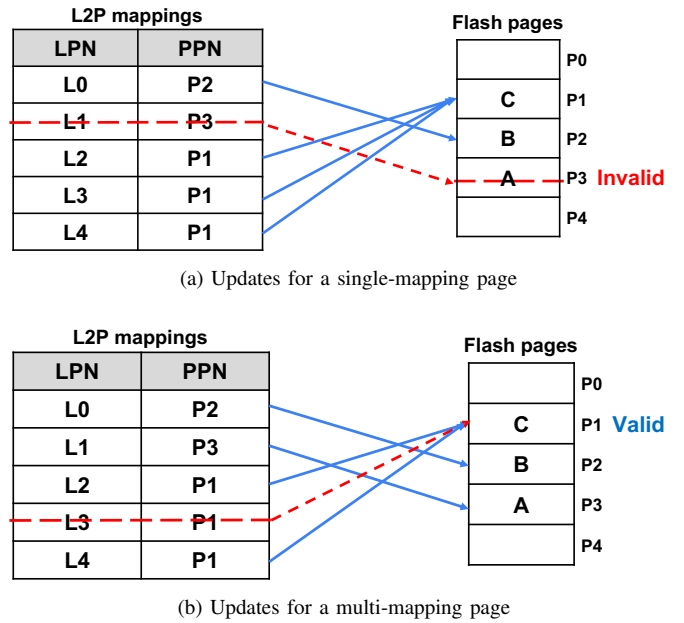 L2P mappings
LPN PPN
L0 P2
L1 P3
L2 P1
L3 P1
L4 P1
Flash pages
P0
C P1
B P2
A P3 Invalid
P4
(a) Updates for a single-mapping page
L2P mappings
LPN PPN
L0 P2
L1 P3
L2 P1
L3 P1
L4 P1
Flash pages
P0
C P1 Valid
B P2
A P3
P4
(b) Updates for a multi-mapping page